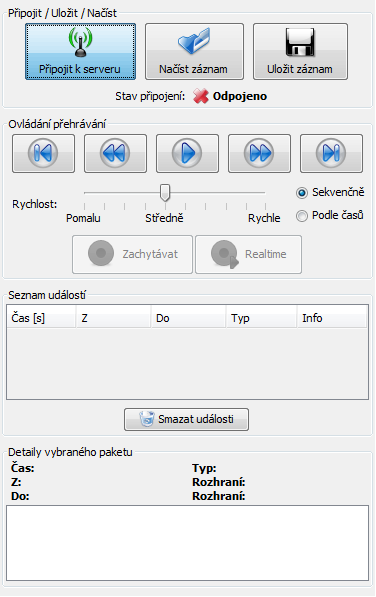 Připojit / Uložit / Načíst
Připojit k serveru Načíst záznam Uložit záznam
Stav připojení: Odpojeno
Ovládání přehrávání
Rychlost: Sekvenčně
Pomalu Středně Rychle Podle časů
Zachytávat Realtime
Seznam událostí
Čas [s] Z Do Typ Info
Smazat události
Detaily vybraného paketu
Čas: Typ:
Z: Rozhraní:
Do: Rozhraní: